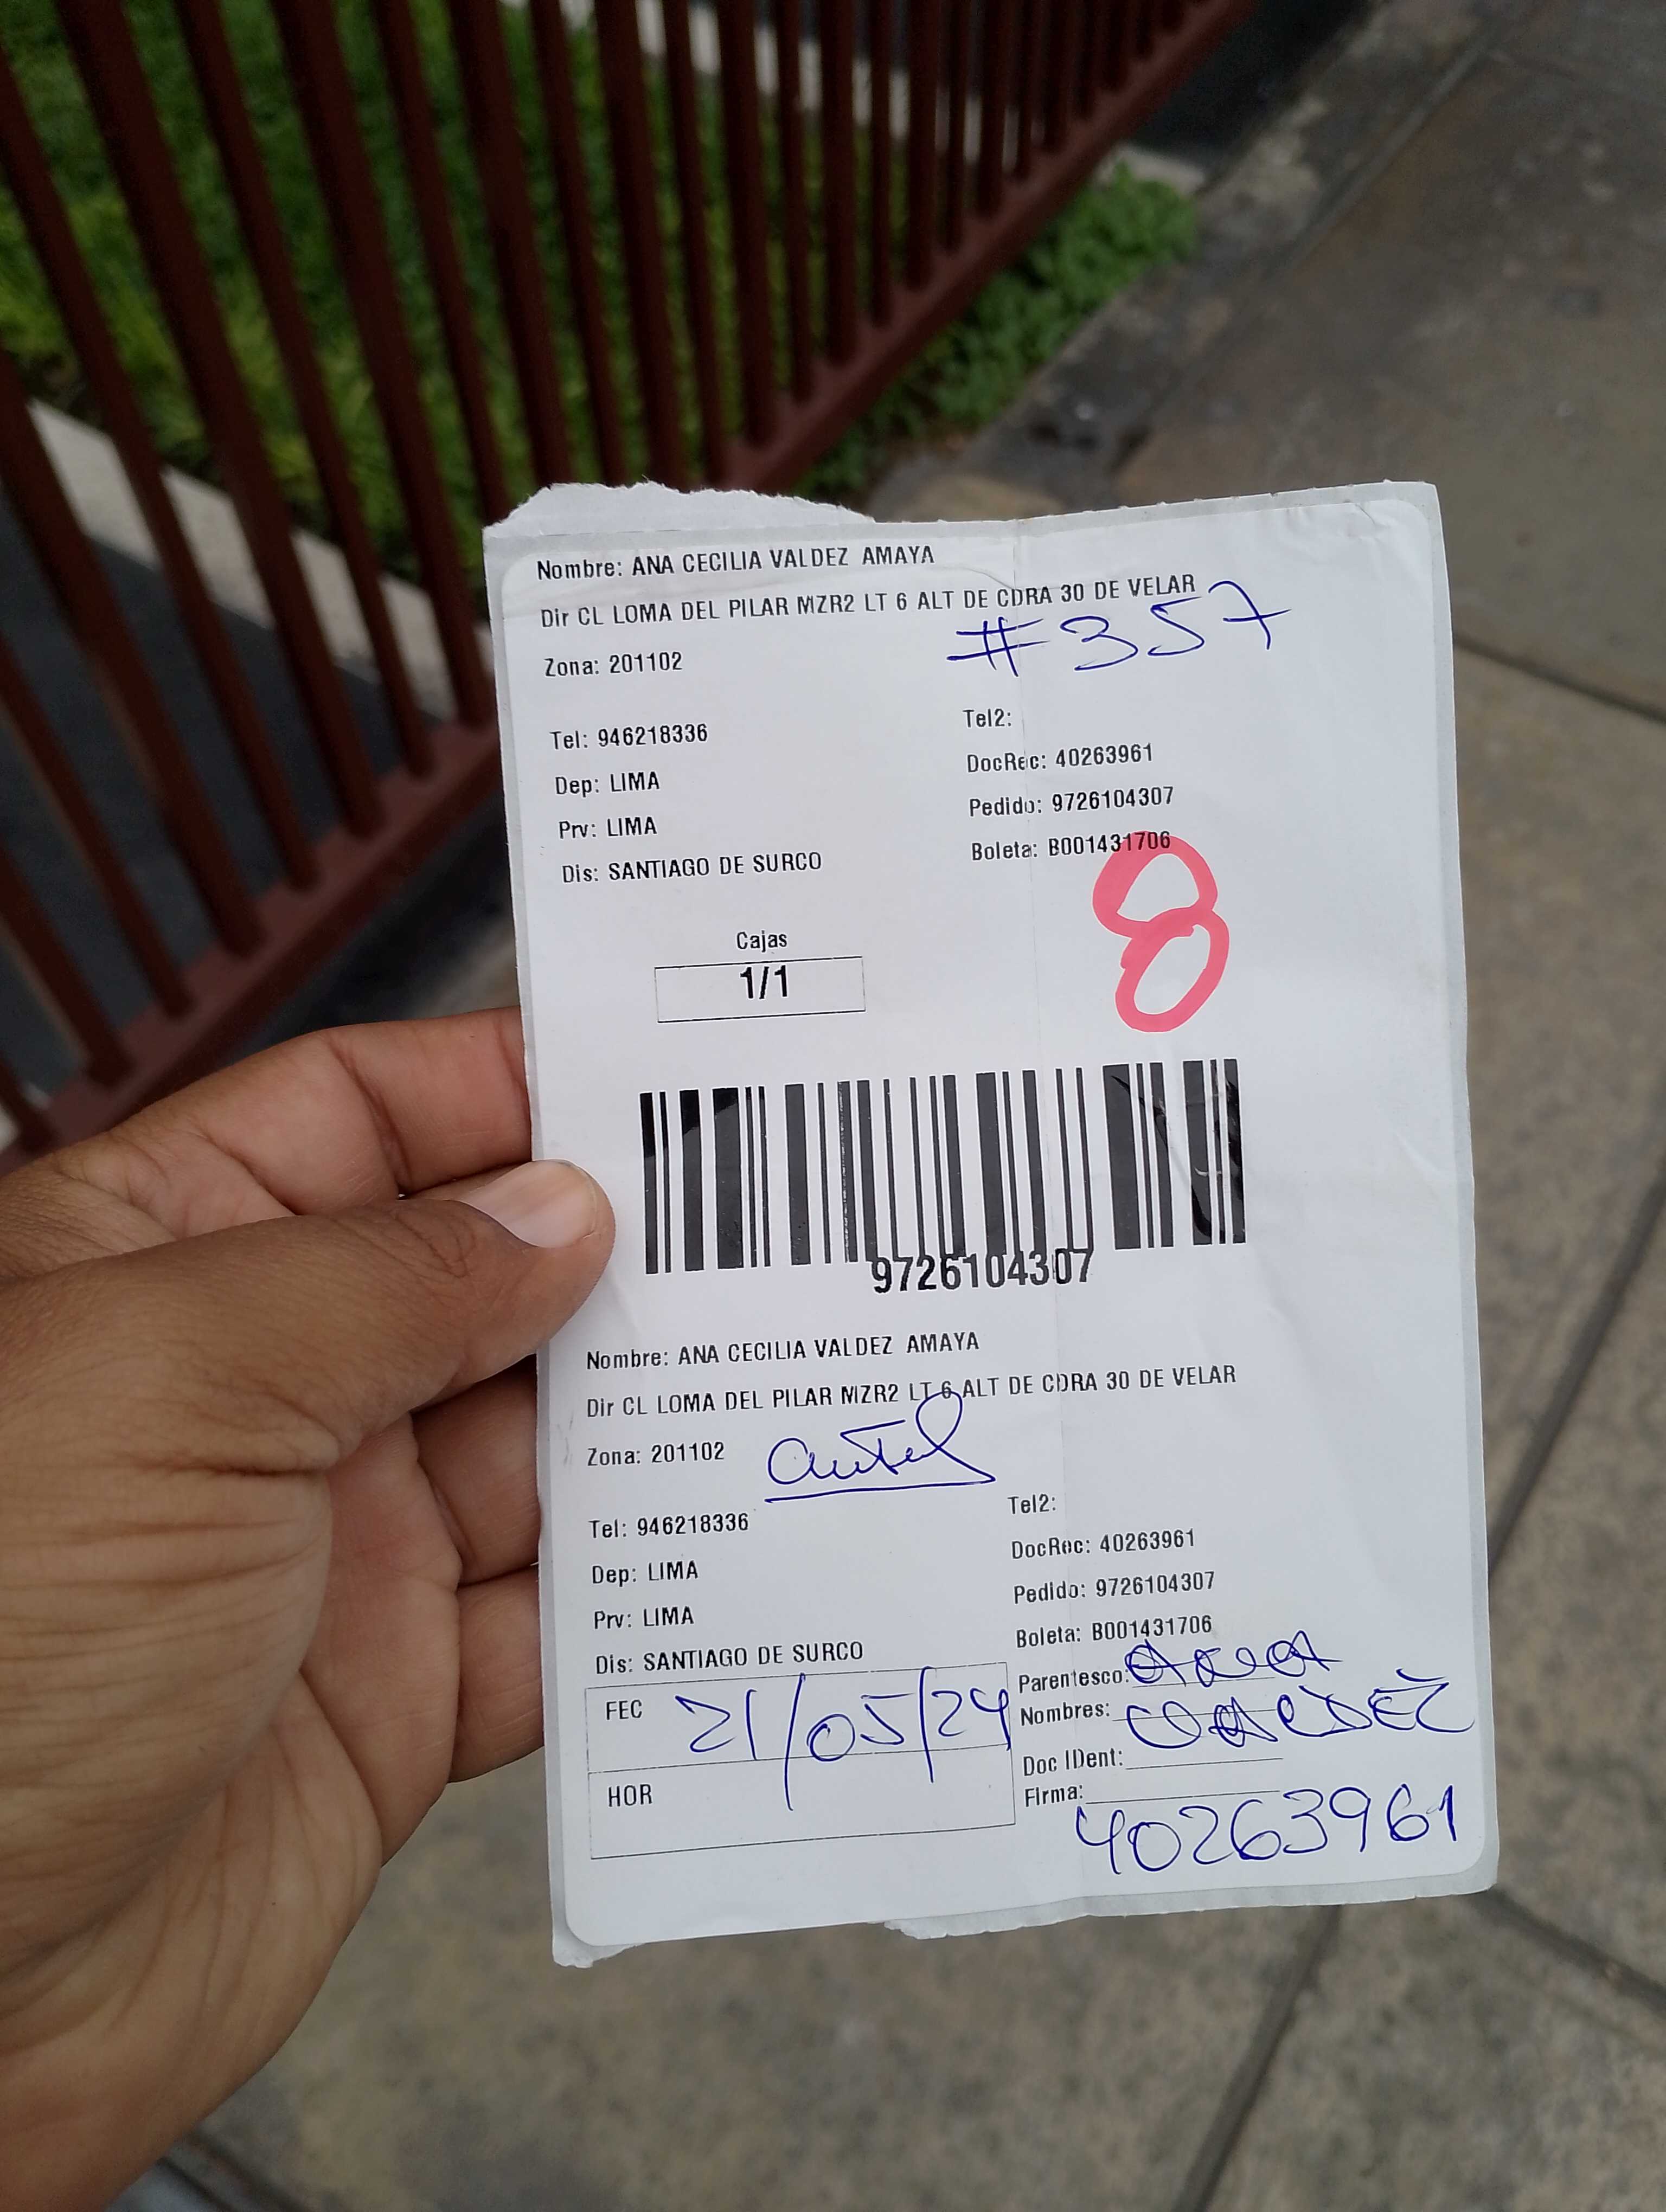 Nombre: ANA CECILIA VALDEZ AMAYA
Dir CL LOMA DEL PILAR MZR2 LT 6 ALT DE CDRA 30 DE VELAR
#357
Zona: 201102
Tel: 946218336
Tel2:
Dep: LIMA
DocRec: 40263961
Prv: LIMA
Pedido: 9726104307
Dis: SANTIAGO DE SURCO
Boleta: B001431706
8
Cajas
1/1
9726104307
Nombre: ANA CECILIA VALDEZ AMAYA
Dir CL LOMA DEL PILAR MZR2 LT 6 ALT DE CDRA 30 DE VELAR
Zona: 201102
Tel: 946218336
Tel2:
Dep: LIMA
DocRec: 40263961
Prv: LIMA
Pedido: 9726104307
Dis: SANTIAGO DE SURCO
Boleta: B001431706
Parentesco: ANA
FEC 21/05/24
Nombres:
Doc IDent:
HOR
Firma:
40263961